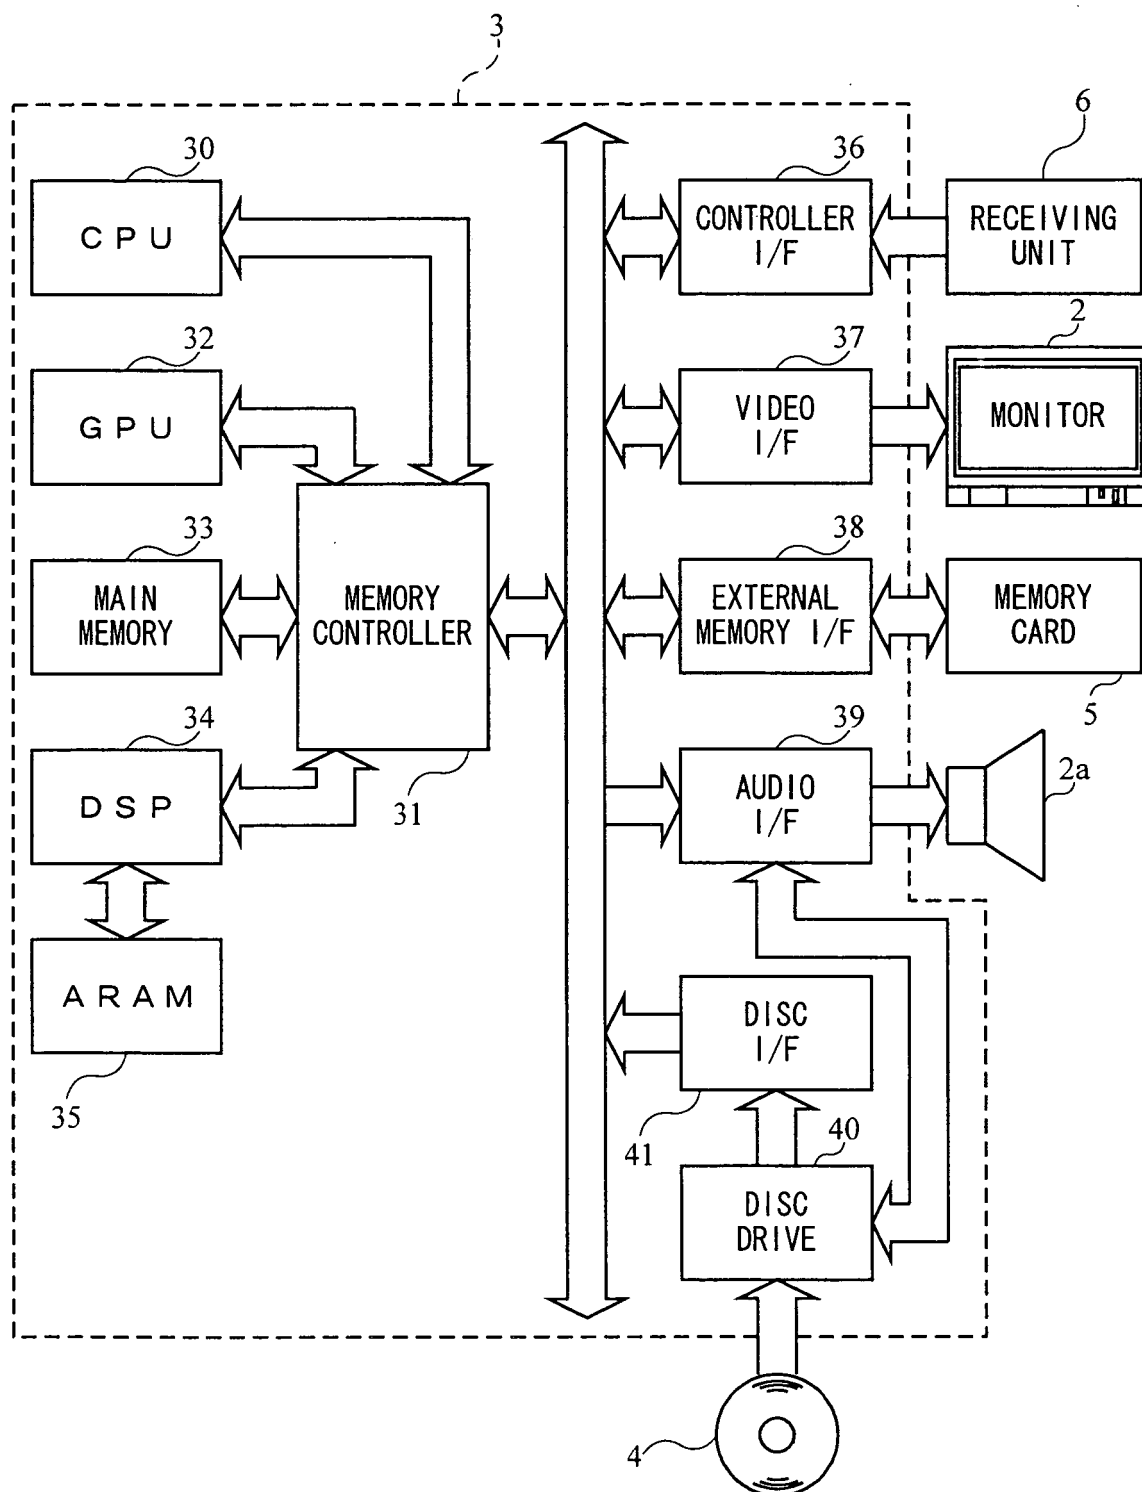 3
30
CPU
36
CONTROLLER
I/F
6
RECEIVING
UNIT
32
GPU
37
VIDEO
I/F
2
MONITOR
33
MAIN
MEMORY
MEMORY
CONTROLLER
31
38
EXTERNAL
MEMORY I/F
MEMORY
CARD
5
34
DSP
39
AUDIO
I/F
2a
ARAM
35
DISC
I/F
41
40
DISC
DRIVE
4